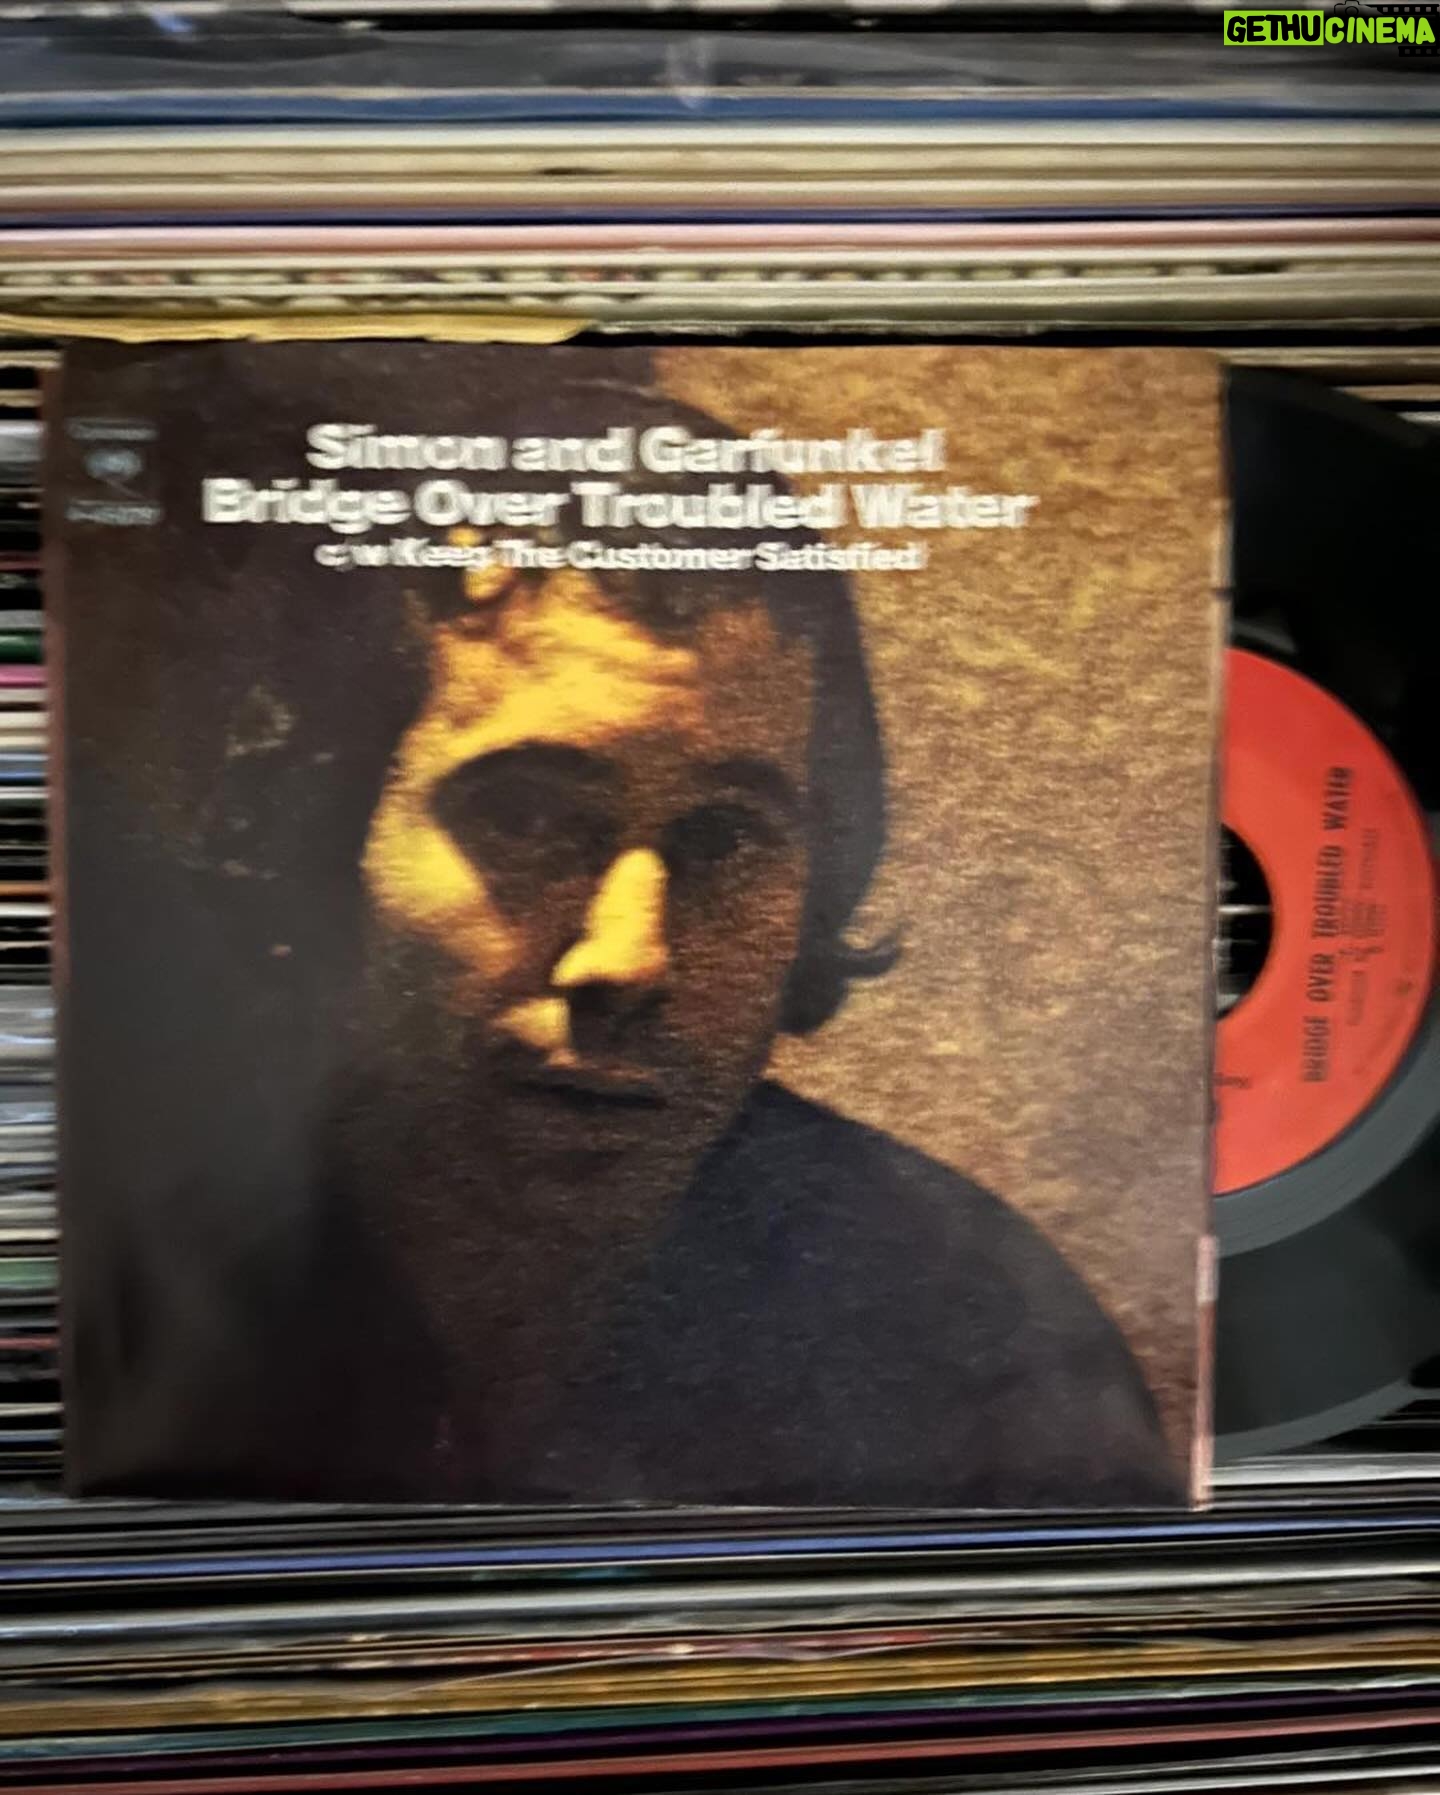 GETHUCINEMA
Simon and Garfunkel
Bridge Over Troubled Water
c/w Keep The Customer Satisfied
BRIDGE OVER TROUBLED WATER